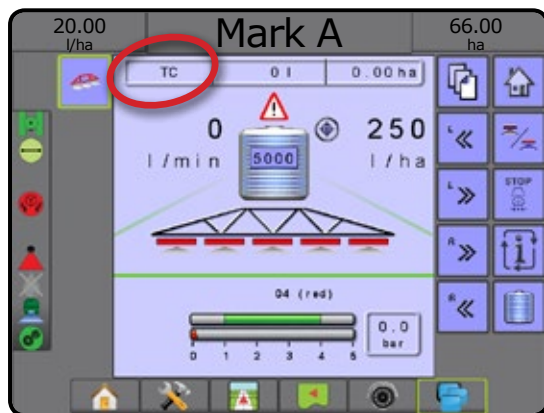 20.00
l/ha
Mark A
66.00
ha
TC
0 l
0.00 ha
0
l/min
5000
250
l/ha
L
L
STOP
R
i
R
04 (red)
0 1 2 3 4 5
0.0
bar